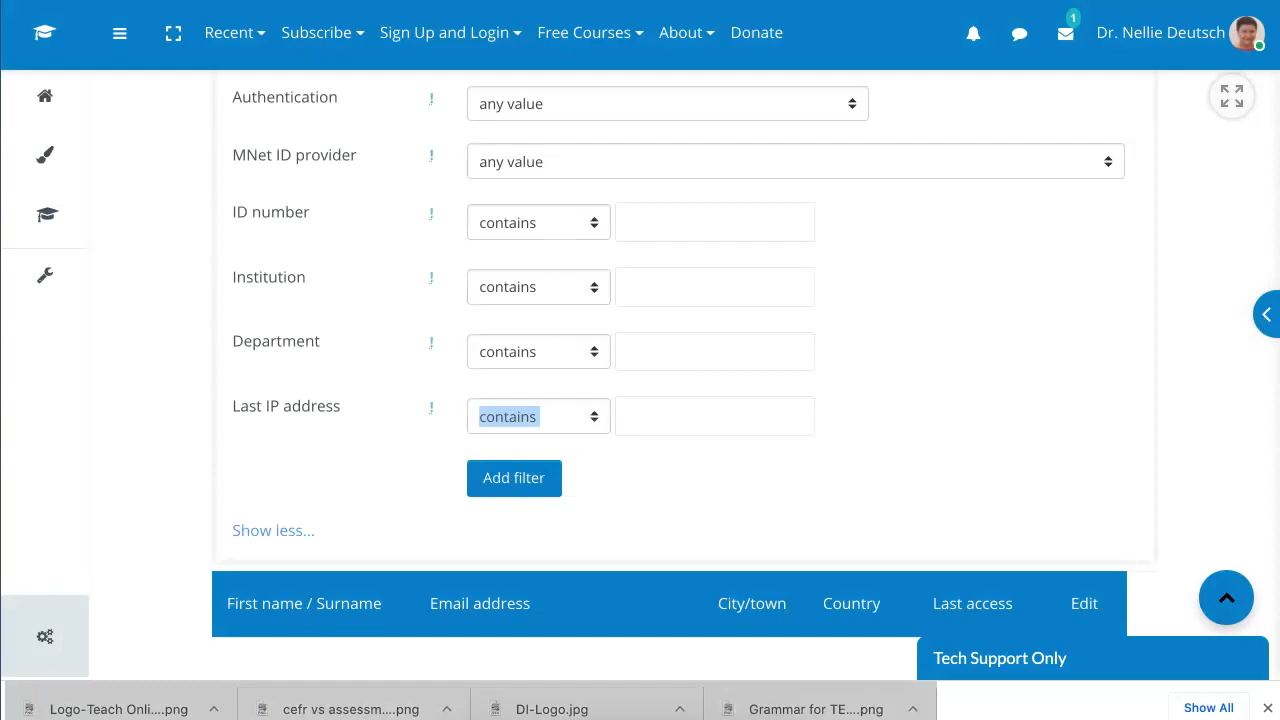 Recent Subscribe Sign Up and Login Free Courses About Donate 1 Dr. Nellie Deutsch
Authentication ! any value
MNet ID provider ! any value
ID number ! contains
Institution ! contains
Department ! contains
Last IP address ! contains
Add filter
Show less...
First name / Surname Email address City/town Country Last access Edit
Tech Support Only
Logo-Teach Onli....png cefr vs assessm....png DI-Logo.jpg Grammar for TE....png Show All